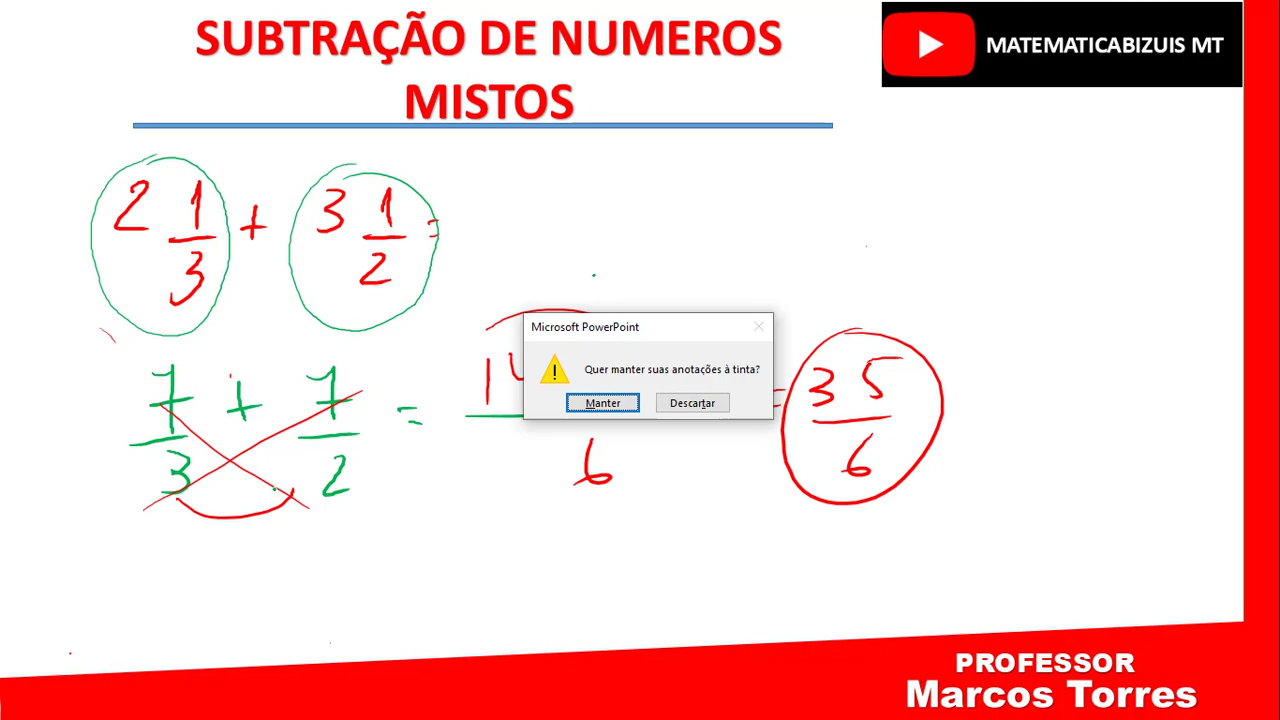 SUBTRAÇÃO DE NUMEROS
MISTOS
MATEMATICABIZUIS MT
2 1/3 + 3 1/2 =
Microsoft PowerPoint
Quer manter suas anotações à tinta?
Manter Descartar
7/3 + 7/2 = 14
6
= 35/6
PROFESSOR
Marcos Torres